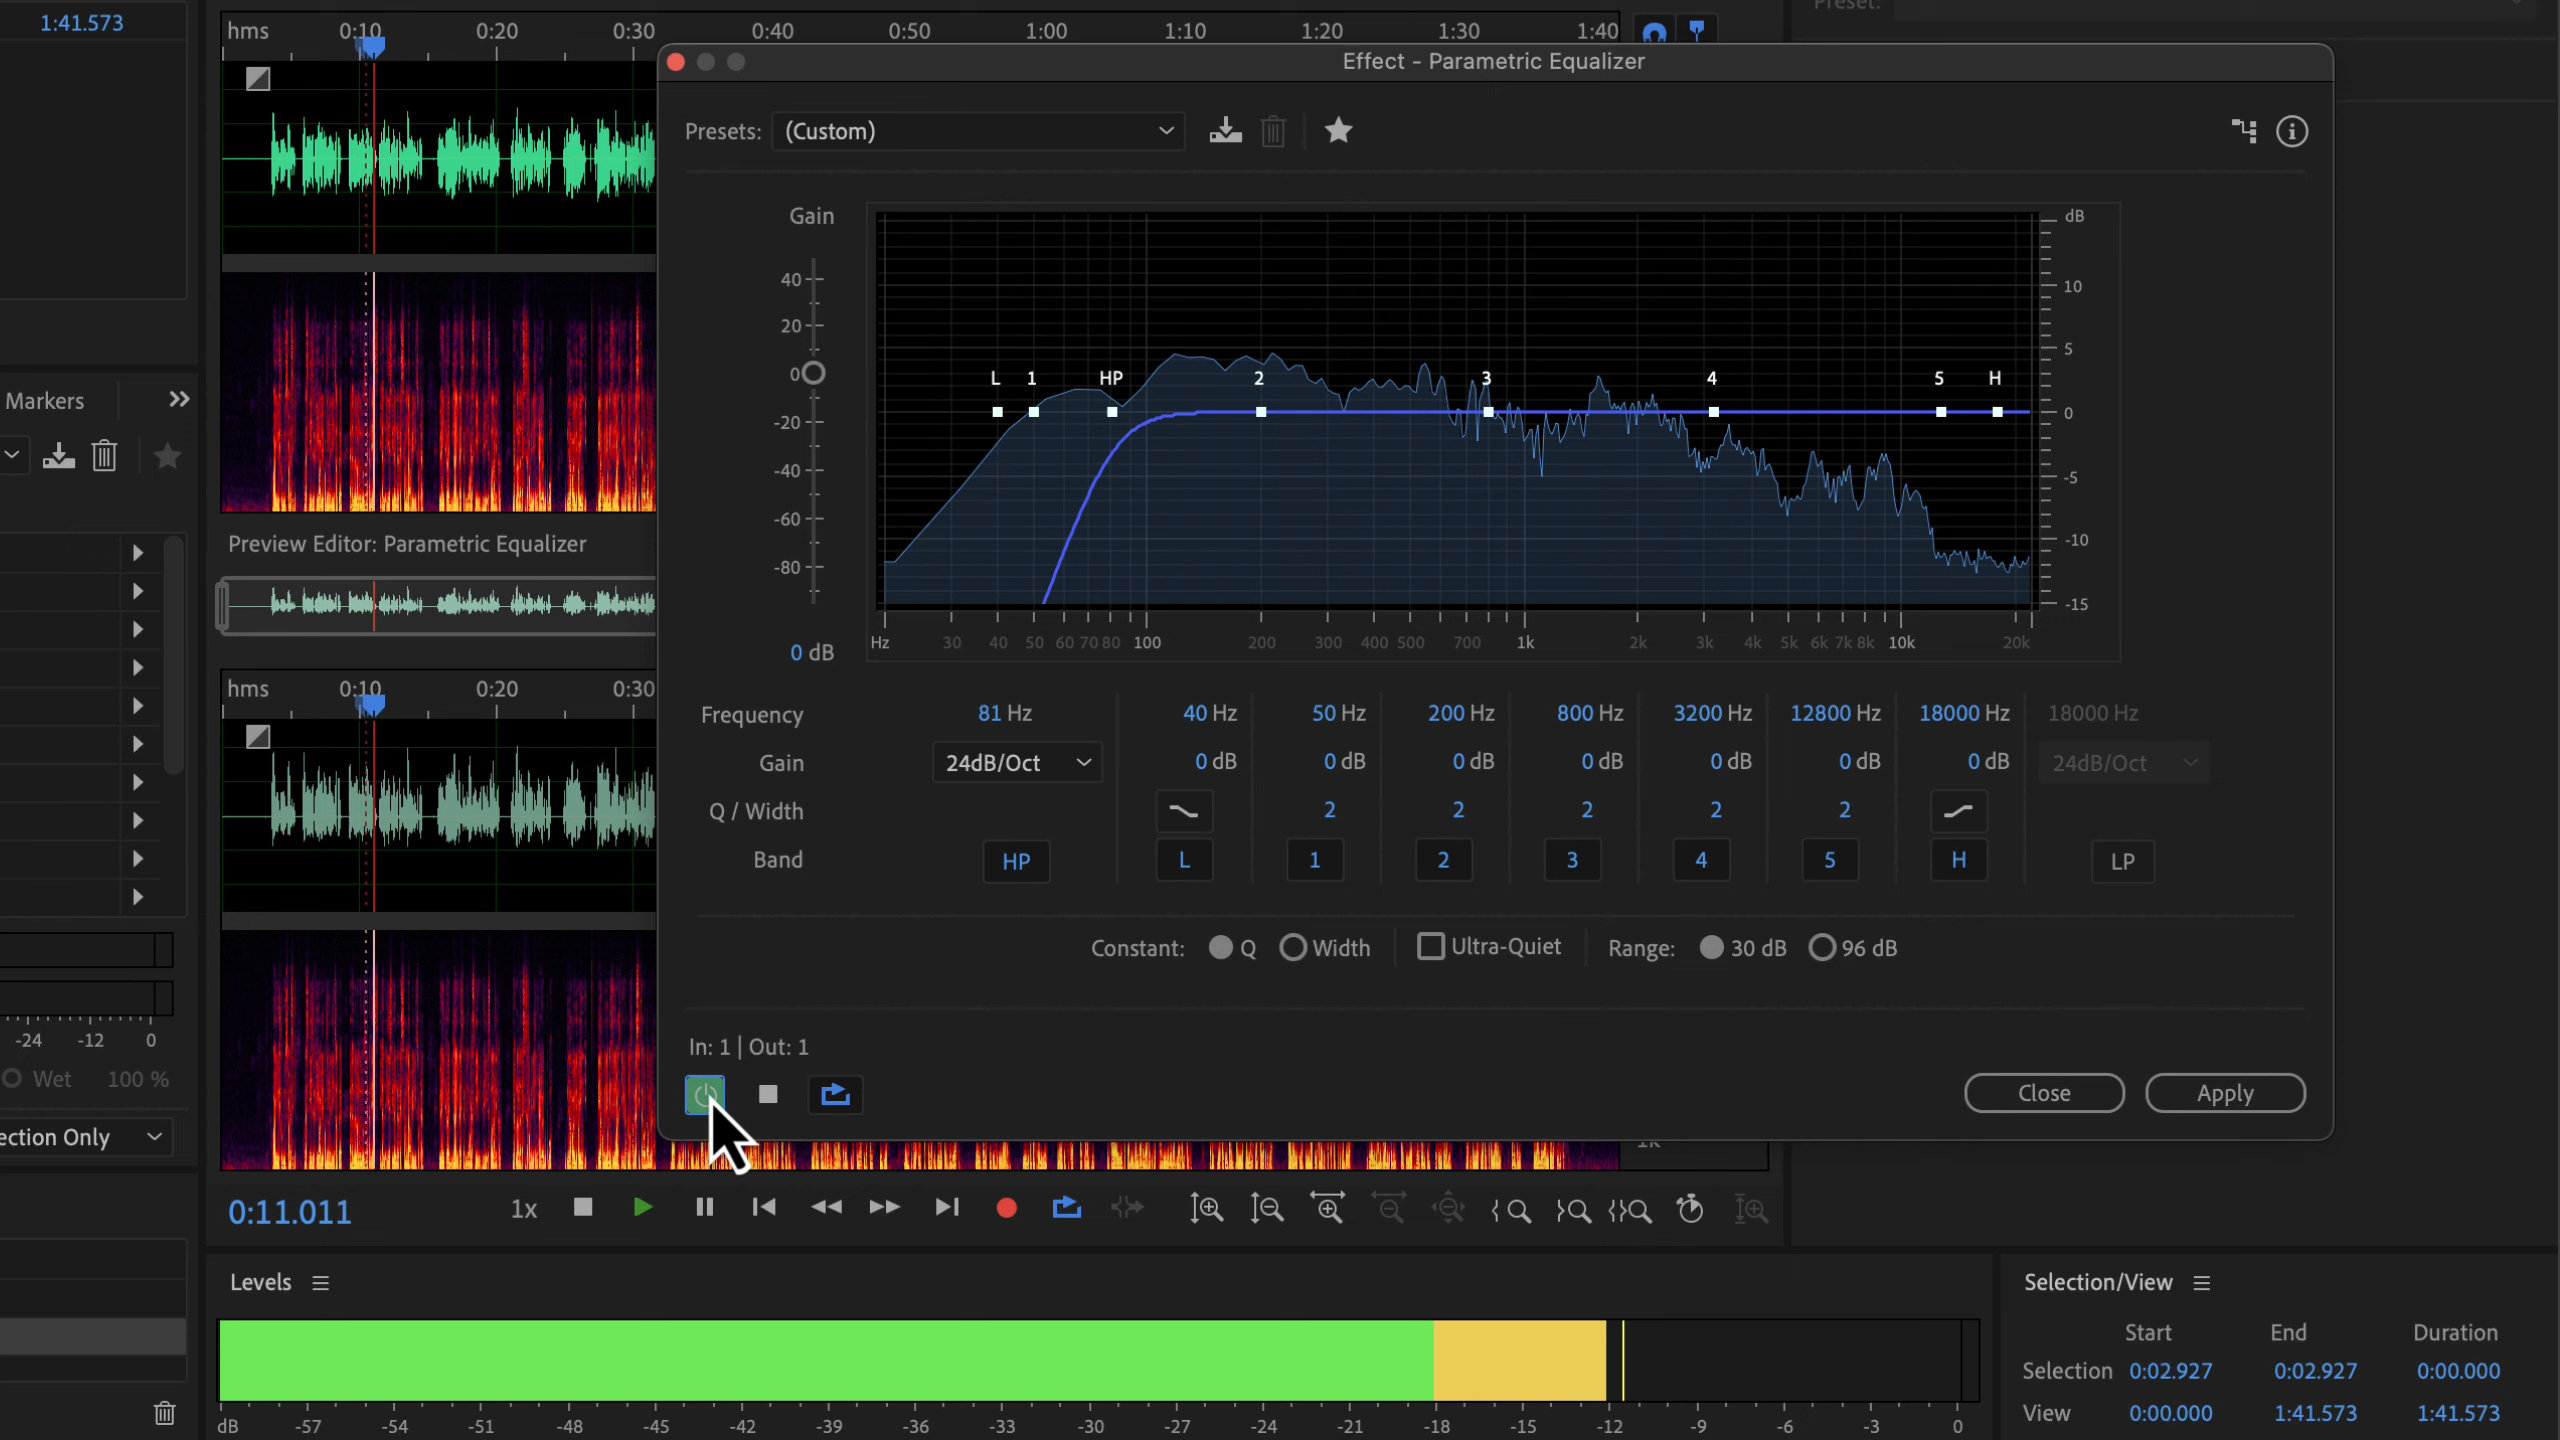 1:41.573
hms 0:10 0:20 0:30 0:40 0:50 1:00 1:10 1:20 1:30 1:40
Preset:
Effect - Parametric Equalizer
Presets: (Custom)
Gain
40
20
0
-20
-40
-60
-80
0 dB
L 1 HP 2 3 4 5 H
dB
10
5
0
-5
-10
-15
Hz 30 40 50 60 70 80 100 200 300 400 500 700 1k 2k 3k 4k 5k 6k 7k 8k 10k 20k
Frequency 81 Hz 40 Hz 50 Hz 200 Hz 800 Hz 3200 Hz 12800 Hz 18000 Hz 18000 Hz
Gain 24dB/Oct 0 dB 0 dB 0 dB 0 dB 0 dB 0 dB 0 dB 24dB/Oct
Q / Width 2 2 2 2 2
Band HP L 1 2 3 4 5 H LP
Constant: Q Width Ultra-Quiet Range: 30 dB 96 dB
In: 1 | Out: 1
Close Apply
Markers
Preview Editor: Parametric Equalizer
hms 0:10 0:20 0:30
-24 -12 0
Wet 100 %
ection Only
1k
0:11.011 1x
Levels
dB -57 -54 -51 -48 -45 -42 -39 -36 -33 -30 -27 -24 -21 -18 -15 -12 -9 -6 -3 0
Selection/View
Start End Duration
Selection 0:02.927 0:02.927 0:00.000
View 0:00.000 1:41.573 1:41.573